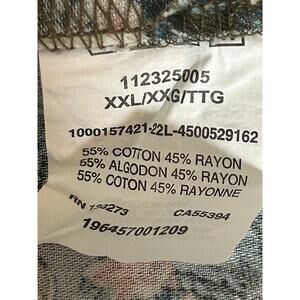 112325005
XXL/XXG/TTG
1000157421-22L-4500529162
55% COTTON 45% RAYON
55% ALGODON 45% RAYON
55% COTON 45% RAYONNE
RN CA55394
196457001209